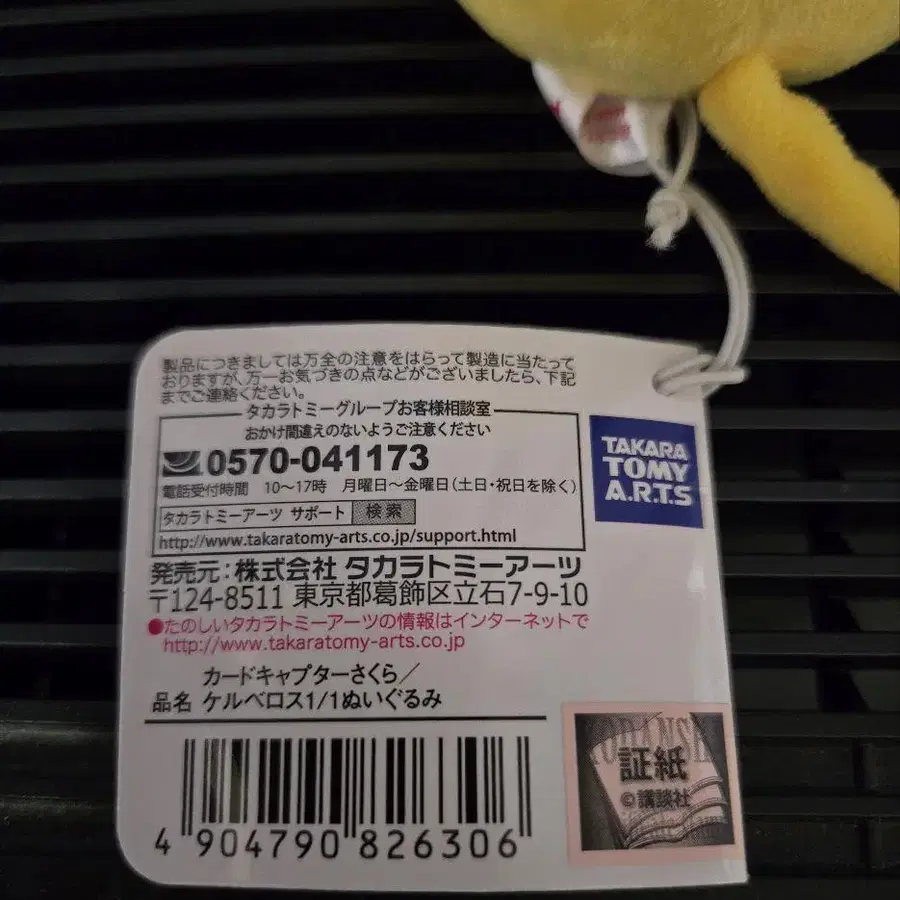 製品につきましては万全の注意をはらって製造に当たって
おりますが、万一お気づきの点などがございましたら、下記
までご連絡ください。
タカラトミーグループお客様相談室
おかけ間違えのないようご注意ください
0570-041173
電話受付時間 10〜17時 月曜日〜金曜日(土日・祝日を除く)
タカラトミーアーツ サポート 検索
http://www.takaratomy-arts.co.jp/support.html
TAKARA
TOMY
A.R.T.S
発売元:株式会社 タカラトミーアーツ
〒124-8511 東京都葛飾区立石7-9-10
●たのしいタカラトミーアーツの情報はインターネットで
http://www.takaratomy-arts.co.jp
カードキャプターさくら/
品名 ケルベロス1/1ぬいぐるみ
4 904790 826306
証紙
©講談社